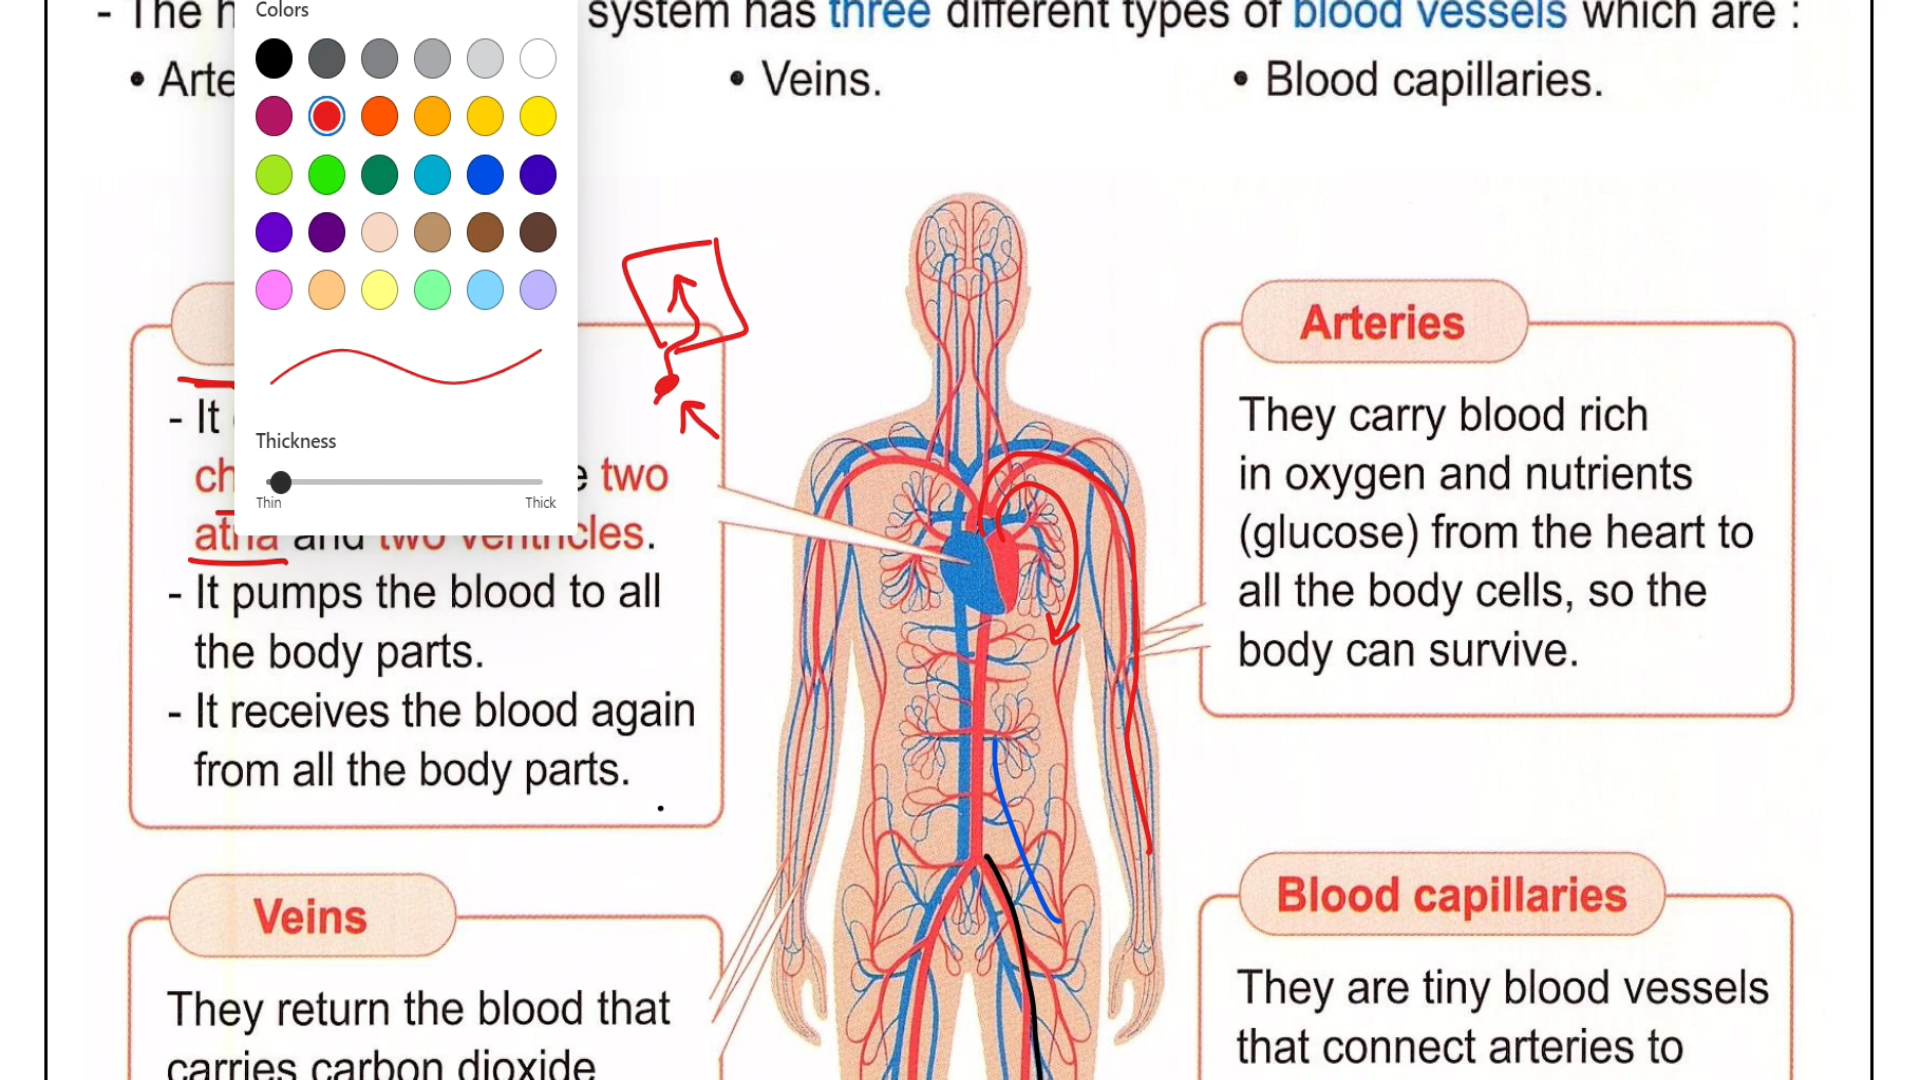 Colors
- The h system has three different types of blood vessels which are :
• Arte • Veins. • Blood capillaries.
Thickness
Thin Thick
- It
ch e two
atria and two ventricles.
- It pumps the blood to all
the body parts.
- It receives the blood again
from all the body parts.
Arteries
They carry blood rich
in oxygen and nutrients
(glucose) from the heart to
all the body cells, so the
body can survive.
Veins
They return the blood that
carries carbon dioxide
Blood capillaries
They are tiny blood vessels
that connect arteries to